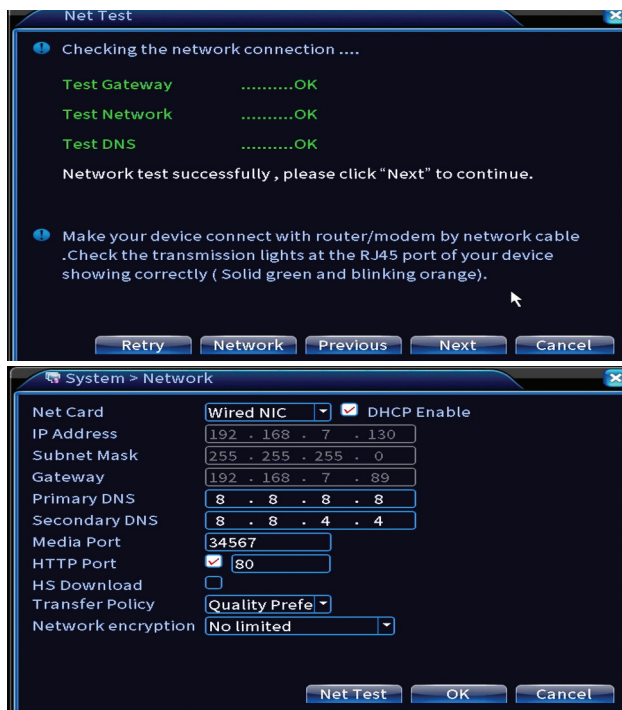 Net Test
Checking the network connection ....
Test Gateway ..........OK
Test Network ..........OK
Test DNS ..........OK
Network test successfully , please click “Next” to continue.
Make your device connect with router/modem by network cable
.Check the transmission lights at the RJ45 port of your device
showing correctly ( Solid green and blinking orange).
Retry Network Previous Next Cancel
System > Network
Net Card Wired NIC DHCP Enable
IP Address 192 . 168 . 7 . 130
Subnet Mask 255 . 255 . 255 . 0
Gateway 192 . 168 . 7 . 89
Primary DNS 8 . 8 . 8 . 8
Secondary DNS 8 . 8 . 4 . 4
Media Port 34567
HTTP Port 80
HS Download
Transfer Policy Quality Prefe
Network encryption No limited
Net Test OK Cancel